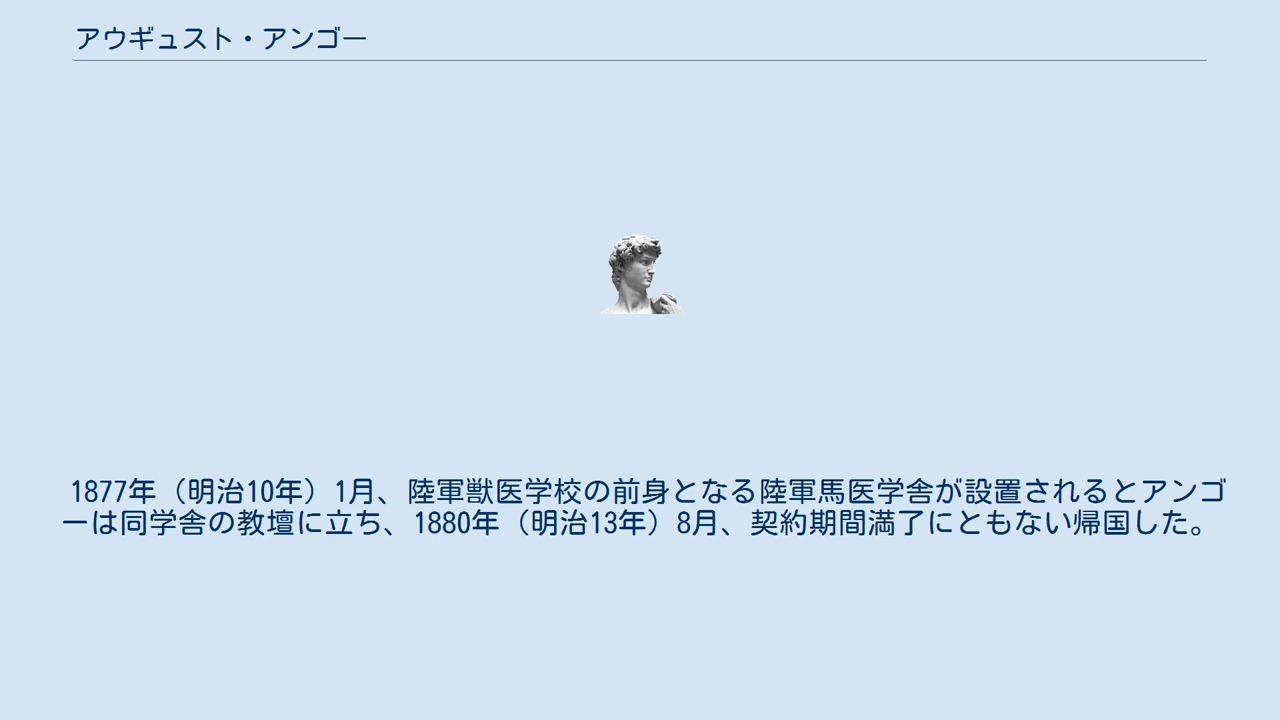 アウギュスト・アンゴー
1877年（明治10年）1月、陸軍獣医学校の前身となる陸軍馬医学舎が設置されるとアンゴ
ーは同学舎の教壇に立ち、1880年（明治13年）8月、契約期間満了にともない帰国した。